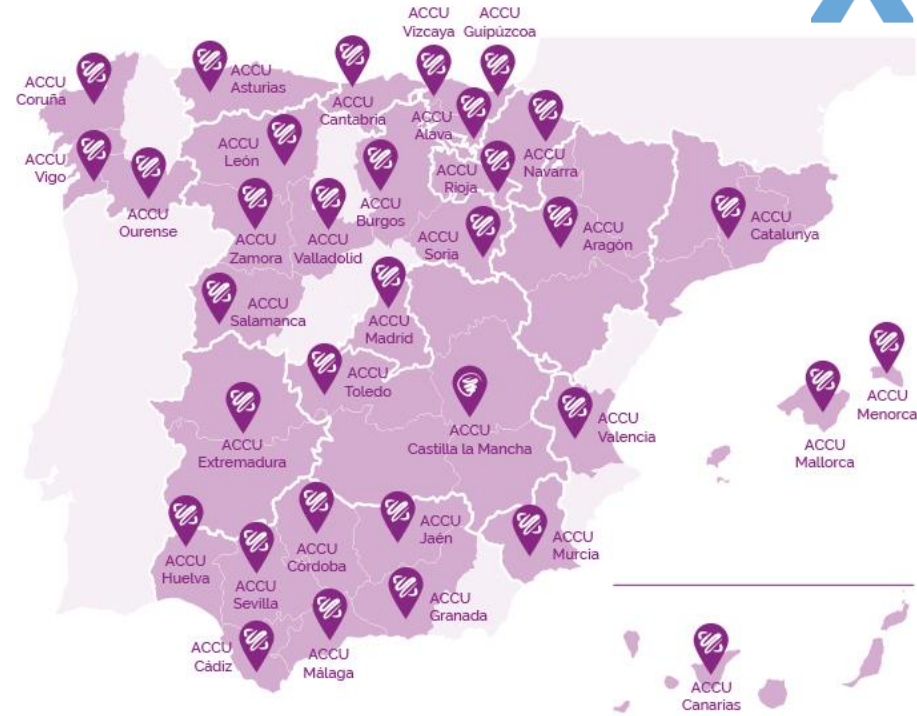 ACCU
Vizcaya
ACCU
Guipúzcoa
ACCU
Coruña
ACCU
Asturias
ACCU
Cantabria
ACCU
Alava
ACCU
Navarra
ACCU
León
ACCU
Vigo
ACCU
Rioja
ACCU
Burgos
ACCU
Ourense
ACCU
Zamora
ACCU
Valladolid
ACCU
Soria
ACCU
Aragón
ACCU
Catalunya
ACCU
Salamanca
ACCU
Madrid
ACCU
Toledo
ACCU
Menorca
ACCU
Mallorca
ACCU
Extremadura
ACCU
Castilla la Mancha
ACCU
Valencia
ACCU
Huelva
ACCU
Sevilla
ACCU
Córdoba
ACCU
Jaén
ACCU
Murcia
ACCU
Granada
ACCU
Cádiz
ACCU
Málaga
ACCU
Canarias